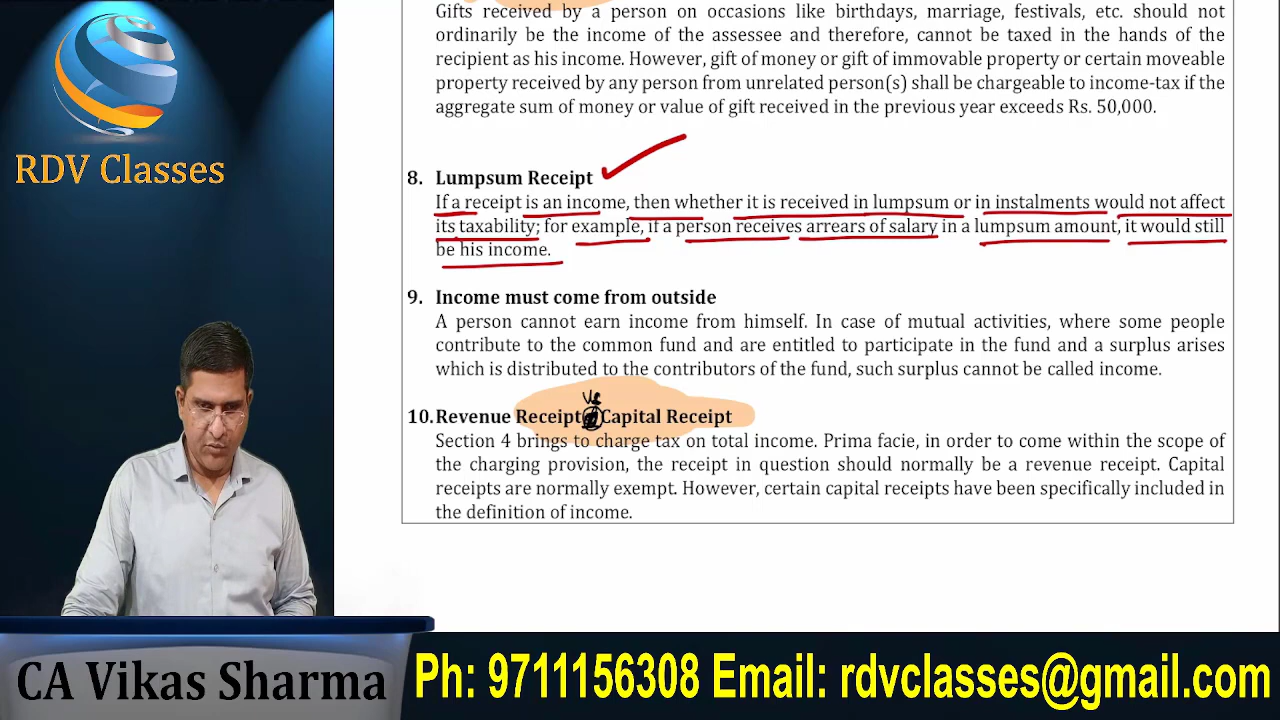 Gifts received by a person on occasions like birthdays, marriage, festivals, etc. should not
ordinarily be the income of the assessee and therefore, cannot be taxed in the hands of the
recipient as his income. However, gift of money or gift of immovable property or certain moveable
property received by any person from unrelated person(s) shall be chargeable to income-tax if the
aggregate sum of money or value of gift received in the previous year exceeds Rs. 50,000.
RDV Classes
8. Lumpsum Receipt
If a receipt is an income, then whether it is received in lumpsum or in instalments would not affect
its taxability; for example, if a person receives arrears of salary in a lumpsum amount, it would still
be his income.
9. Income must come from outside
A person cannot earn income from himself. In case of mutual activities, where some people
contribute to the common fund and are entitled to participate in the fund and a surplus arises
which is distributed to the contributors of the fund, such surplus cannot be called income.
Vs
10. Revenue Receipt Capital Receipt
Section 4 brings to charge tax on total income. Prima facie, in order to come within the scope of
the charging provision, the receipt in question should normally be a revenue receipt. Capital
receipts are normally exempt. However, certain capital receipts have been specifically included in
the definition of income.
CA Vikas Sharma
Ph: 9711156308 Email: rdvclasses@gmail.com